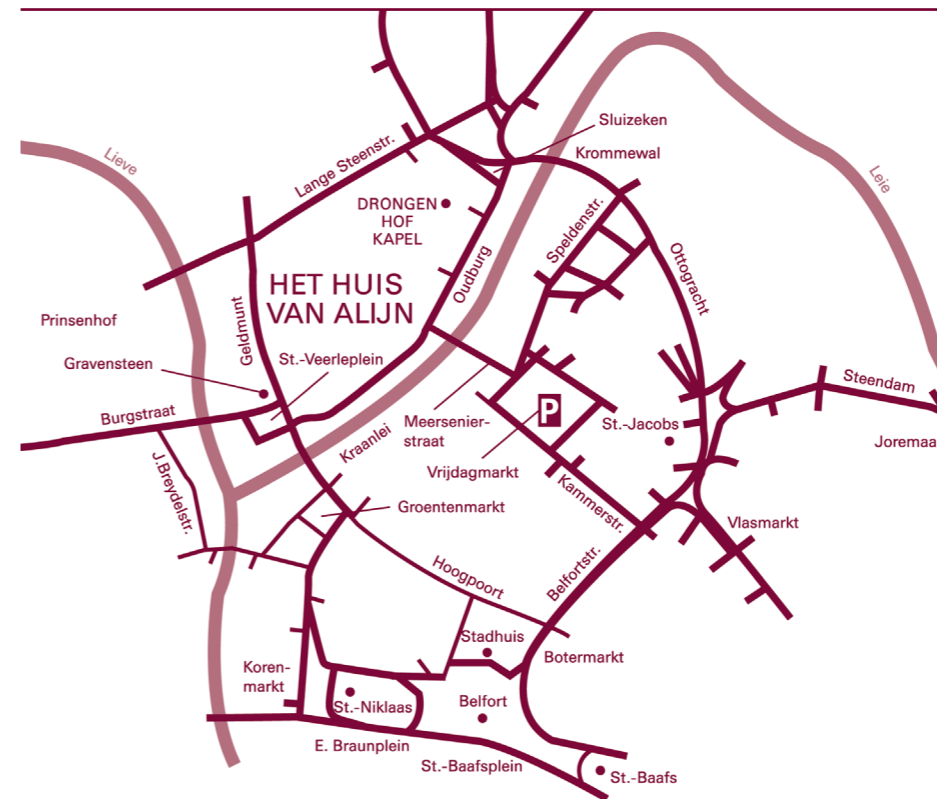 Sluizeken
Krommewal
Lieve
Lange Steenstr.
Leie
DRONGEN
HOF
KAPEL
Speldenstr.
Oudburg
Ottogracht
HET HUIS
VAN ALIJN
Prinsenhof
Geldmunt
Gravensteen
St.-Veerleplein
Steendam
Burgstraat
P
Meersenier-
straat
St.-Jacobs
Joremaa
Kraanlei
Vrijdagmarkt
J.Breydelstr.
Groentenmarkt
Kammerstr.
Vlasmarkt
Hoogpoort
Belfortstr.
Stadhuis
Botermarkt
Koren-
markt
St.-Niklaas
Belfort
E. Braunplein
St.-Baafsplein
St.-Baafs